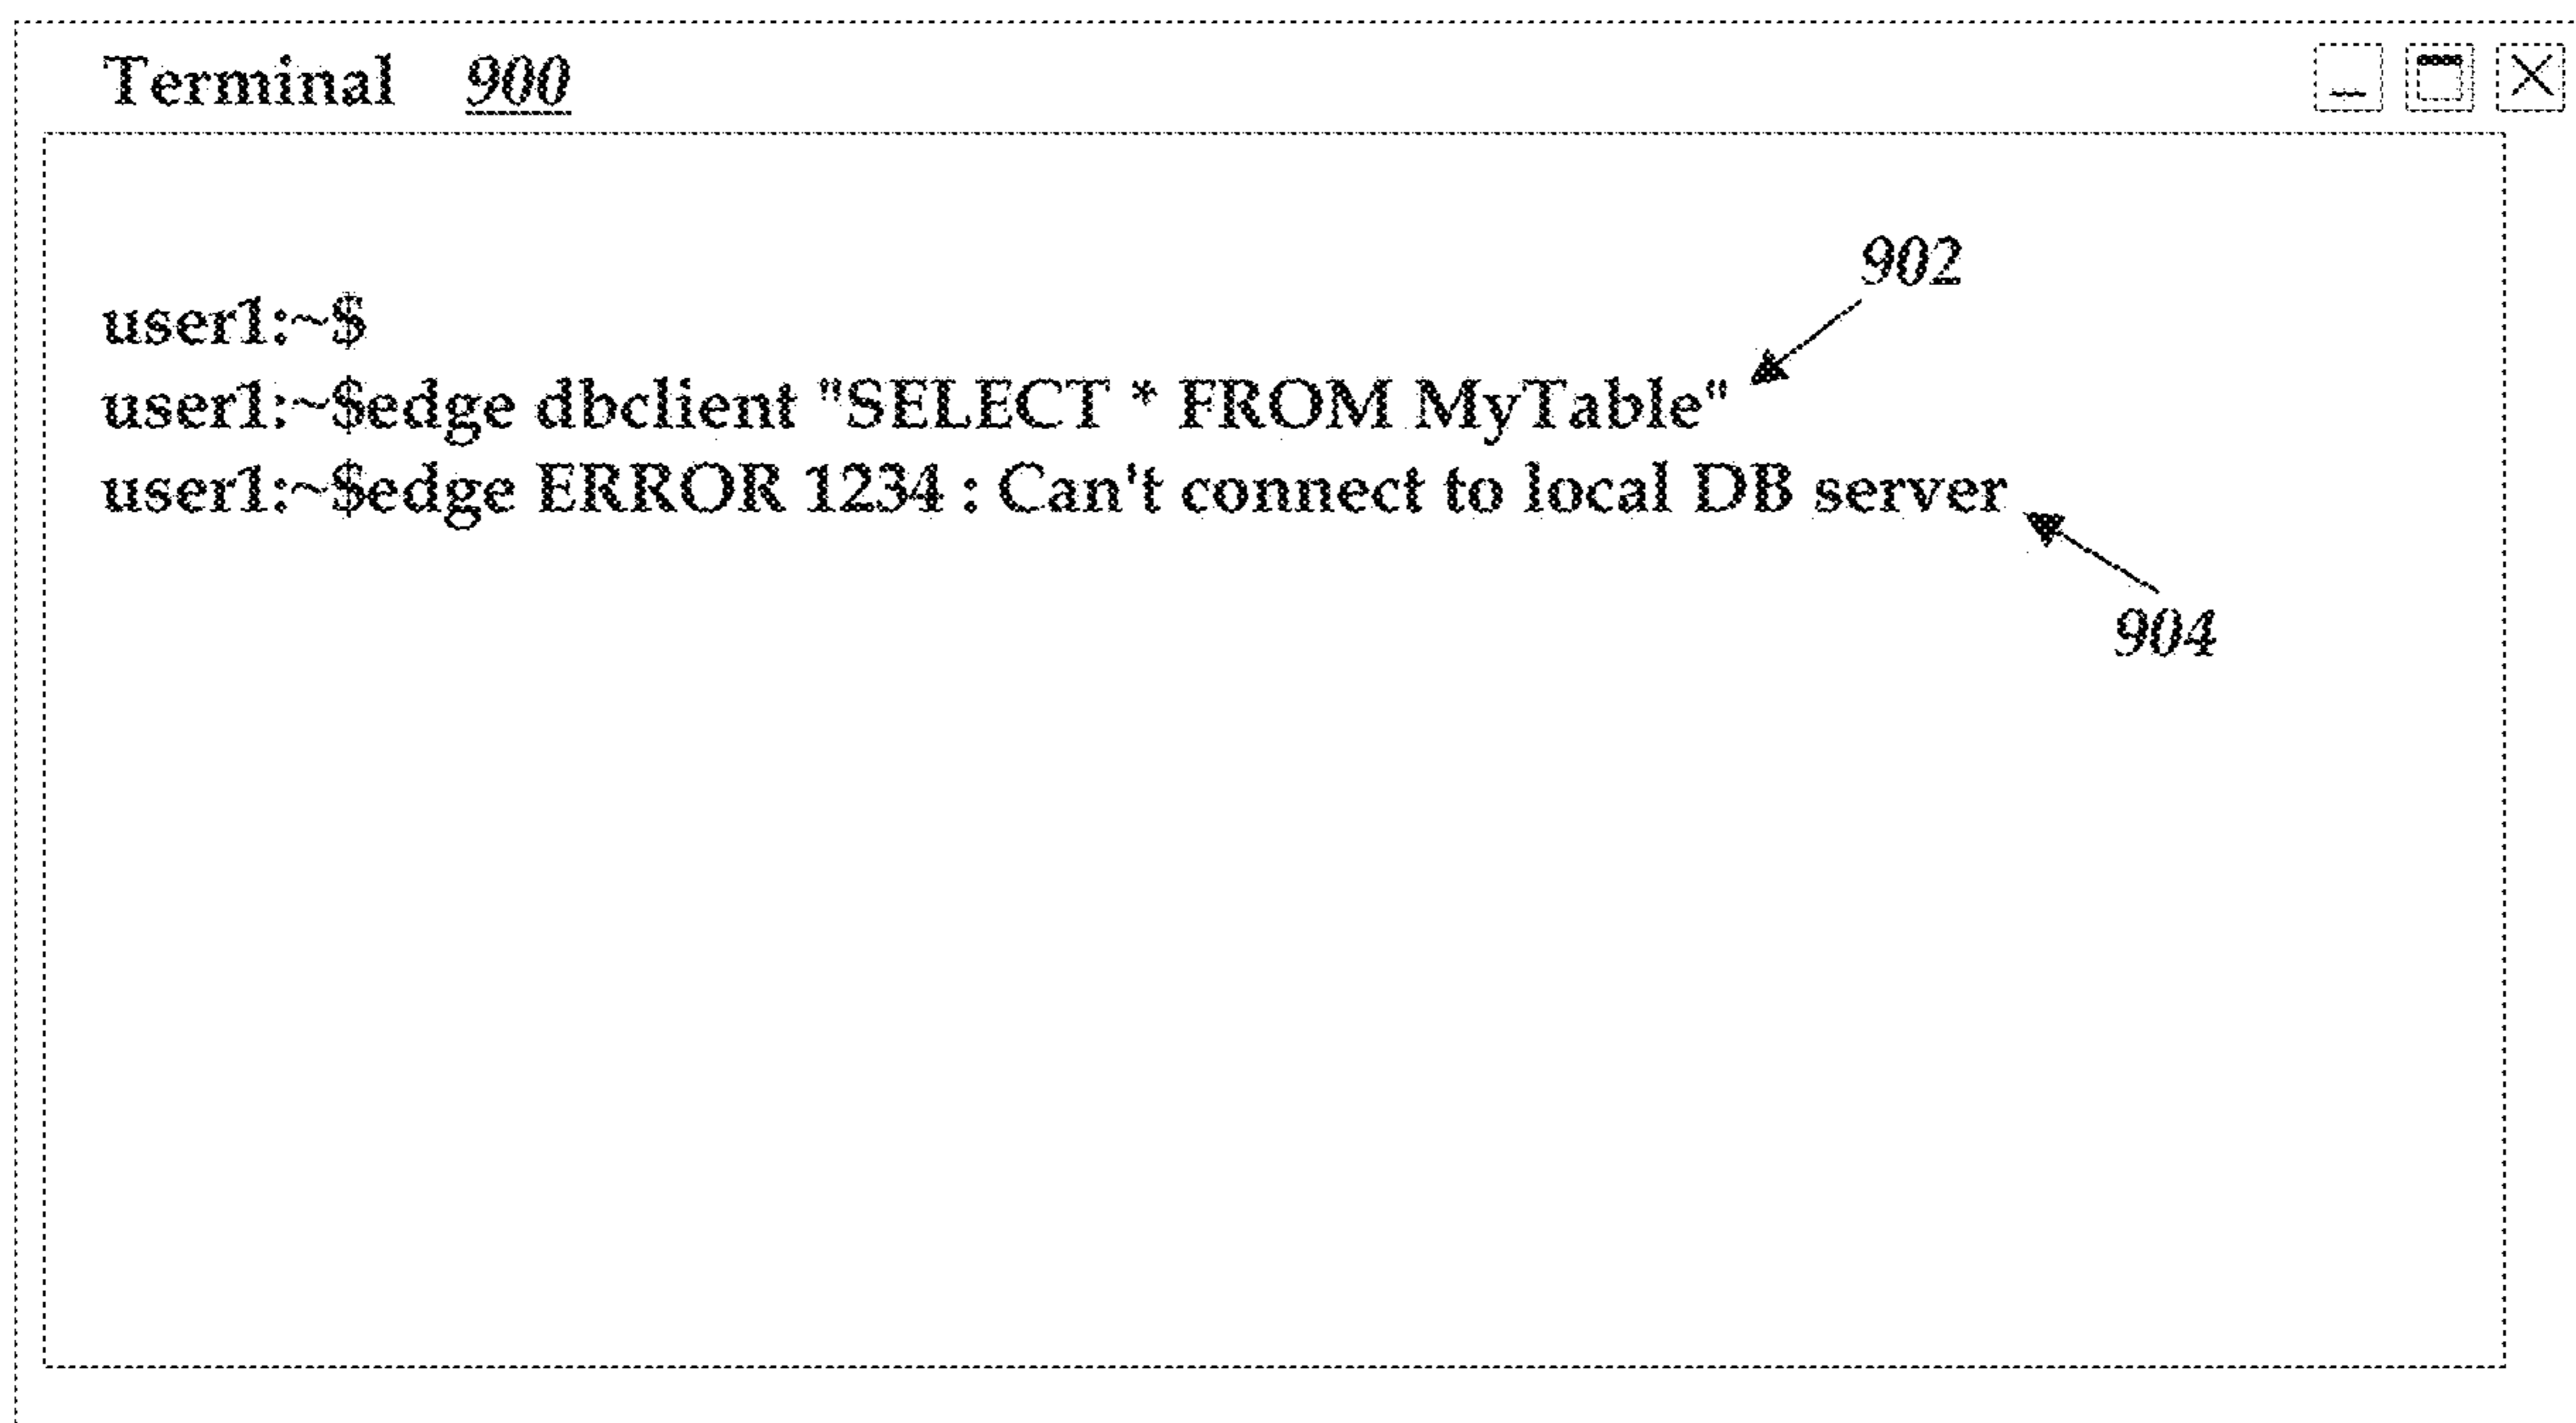 Terminal 900
902
user1:~$
user1:~$edge dbclient "SELECT * FROM MyTable"
user1:~$edge ERROR 1234 : Can't connect to local DB server
904